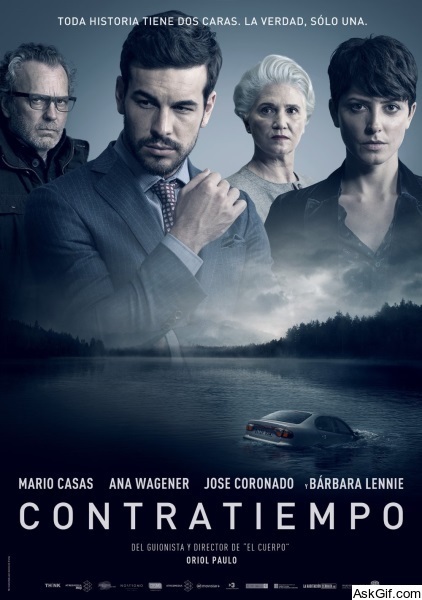 TODA HISTORIA TIENE DOS CARAS. LA VERDAD, SÓLO UNA.
MARIO CASAS ANA WAGENER JOSE CORONADO Y BÁRBARA LENNIE
CONTRATIEMPO
DEL GUIONISTA Y DIRECTOR DE "EL CUERPO"
ORIOL PAULO
AskGif.com